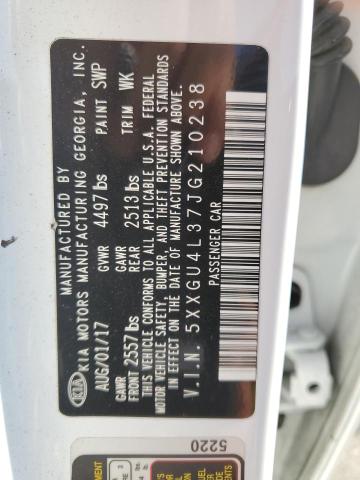 MANUFACTURED BY
KIA KIA MOTORS MANUFACTURING GEORGIA, INC.
AUG/01/17 GVWR 4497 lbs PAINT SWP
GAWR FRONT 2557 lbs GAWR REAR 2513 lbs TRIM WK
THIS VEHICLE CONFORMS TO ALL APPLICABLE U.S.A. FEDERAL
MOTOR VEHICLE SAFETY, BUMPER, AND THEFT PREVENTION STANDARDS
IN EFFECT ON THE DATE OF MANUFACTURE SHOWN ABOVE.
V.I.N. 5XXGU4L37JG210238
PASSENGER CAR
5220